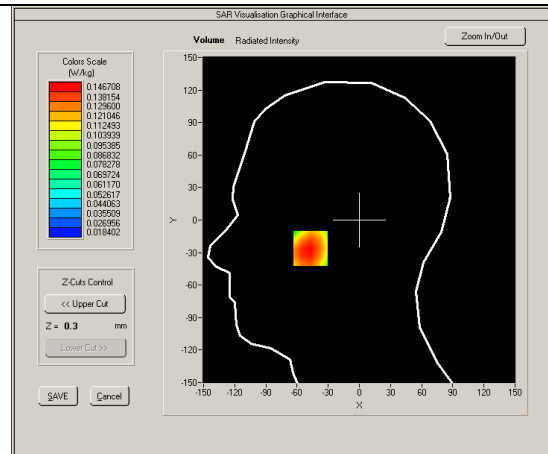 SAR Visualisation Graphical Interface
Volume Radiated Intensity
Zoom In/Out
Colors Scale
(W/kg)
0.146708
0.138154
0.129600
0.121046
0.112493
0.103939
0.095385
0.086832
0.078278
0.069724
0.061170
0.052617
0.044063
0.035509
0.026956
0.018402
Z-Cuts Control
<< Upper Cut
Z = 0.3 mm
Lower Cut >>
SAVE Cancel
150
120
90
60
30
0
-30
-60
-90
-120
-150
Y
-150 -120 -90 -60 -30 0 30 60 90 120 150
X